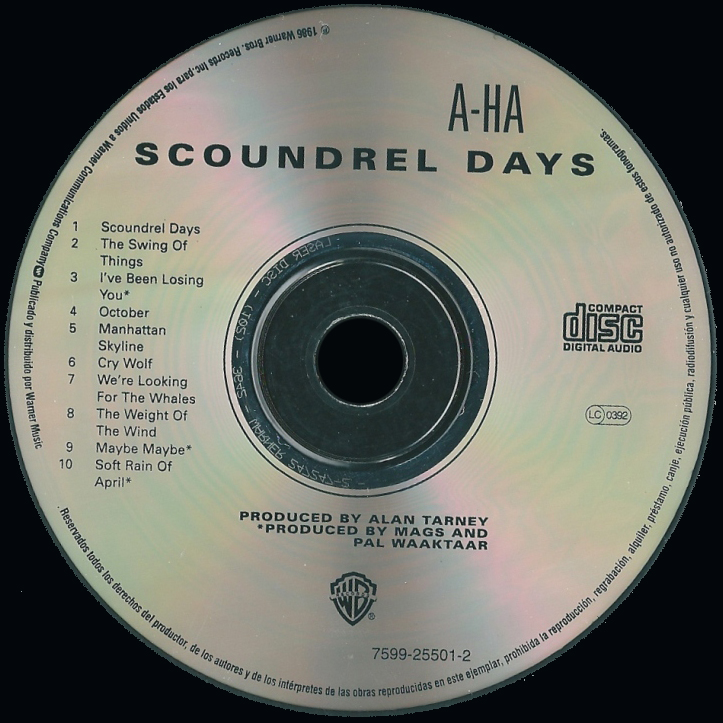 A-HA
SCOUNDREL DAYS
1 Scoundrel Days
2 The Swing Of
Things
3 I've Been Losing
You*
4 October
5 Manhattan
Skyline
6 Cry Wolf
7 We're Looking
For The Whales
8 The Weight Of
The Wind
9 Maybe Maybe*
10 Soft Rain Of
April*
COMPACT
disc
DIGITAL AUDIO
LC 0392
PRODUCED BY ALAN TARNEY
*PRODUCED BY MAGS AND
PAL WAAKTAAR
WB
®
7599-25501-2
℗ 1986 Warner Bros. Records Inc. para los Estados Unidos a Warner Communications Company Publicado y distribuido por Warner Music
Reservados todos los derechos del productor, de los autores y de los intérpretes de las obras reproducidas en este ejemplar, prohibida la reproducción, regrabación, alquiler, préstamo, canje, ejecución pública, radiodifusión y cualquier uso no autorizado de estos fonogramas.
LASER DISC -